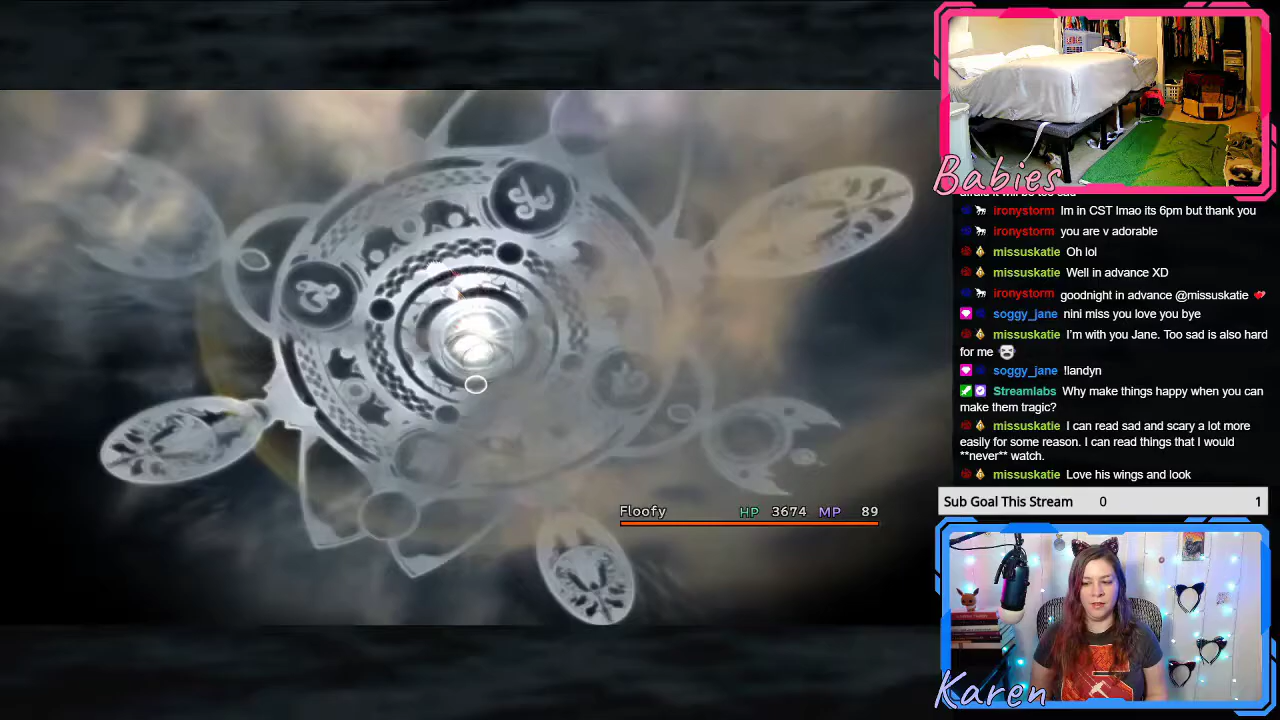 Floofy HP 3674 MP 89
Babies
ironystorm Im in CST lmao its 6pm but thank you
ironystorm you are v adorable
missuskatie Oh lol
missuskatie Well in advance XD
ironystorm goodnight in advance @missuskatie
soggy_jane nini miss you love you bye
missuskatie I'm with you Jane. Too sad is also hard
for me
soggy_jane !landyn
Streamlabs Why make things happy when you can
make them tragic?
missuskatie I can read sad and scary a lot more
easily for some reason. I can read things that I would
**never** watch.
missuskatie Love his wings and look
Sub Goal This Stream 0 1
Karen